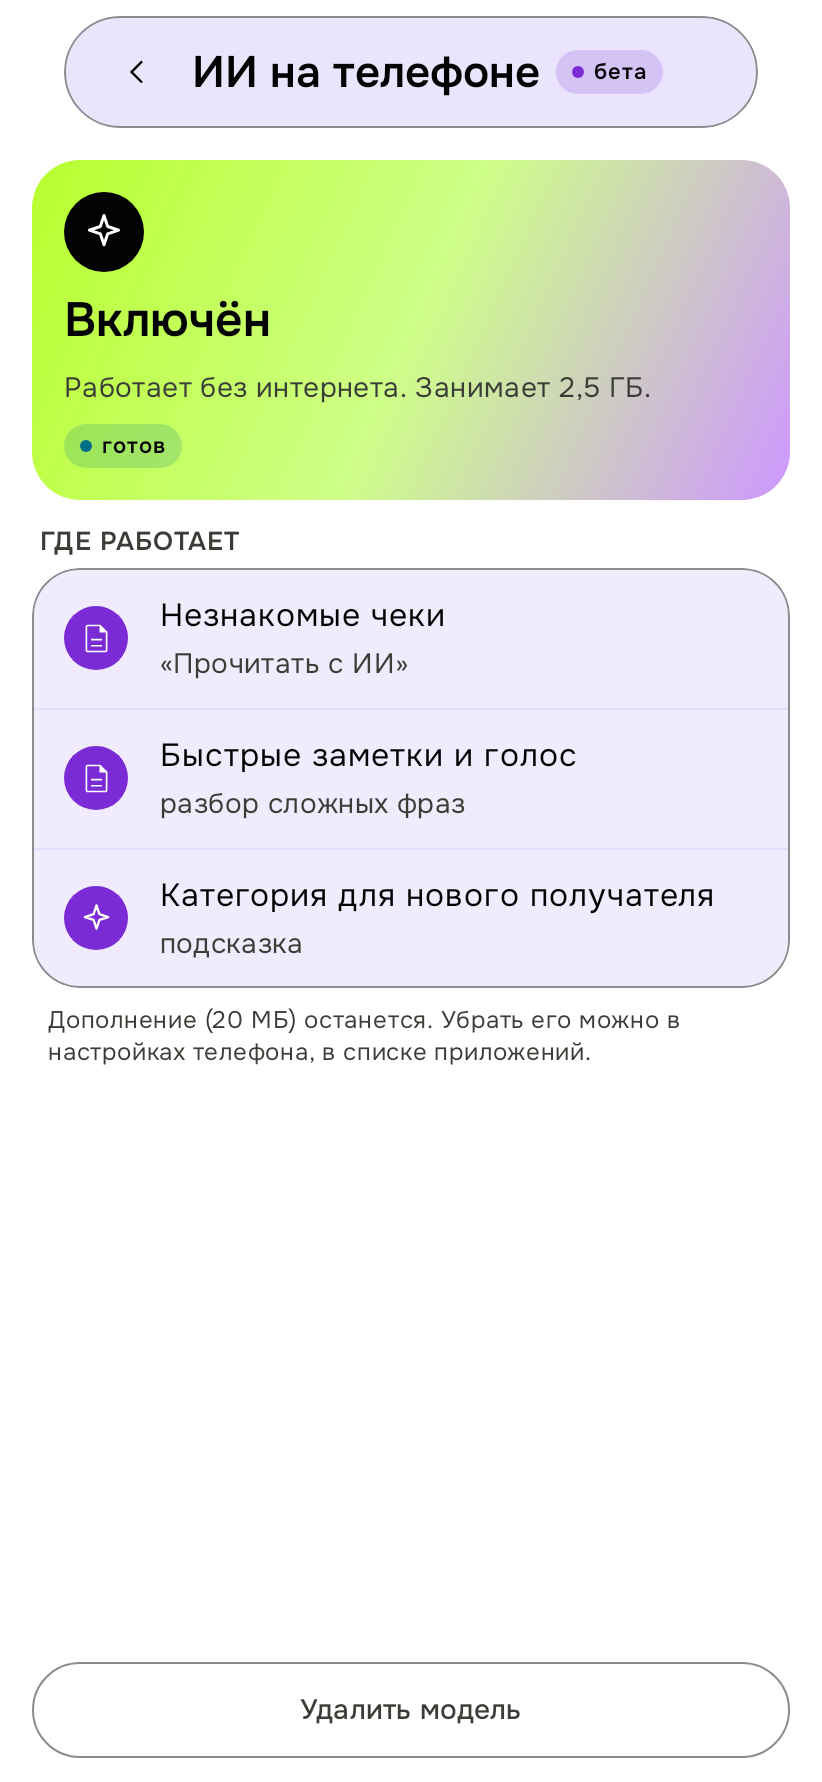 ИИ на телефоне
бета
Включён
Работает без интернета. Занимает 2,5 ГБ.
готов
ГДЕ РАБОТАЕТ
Незнакомые чеки
«Прочитать с ИИ»
Быстрые заметки и голос
разбор сложных фраз
Категория для нового получателя
подсказка
Дополнение (20 МБ) останется. Убрать его можно в
настройках телефона, в списке приложений.
Удалить модель